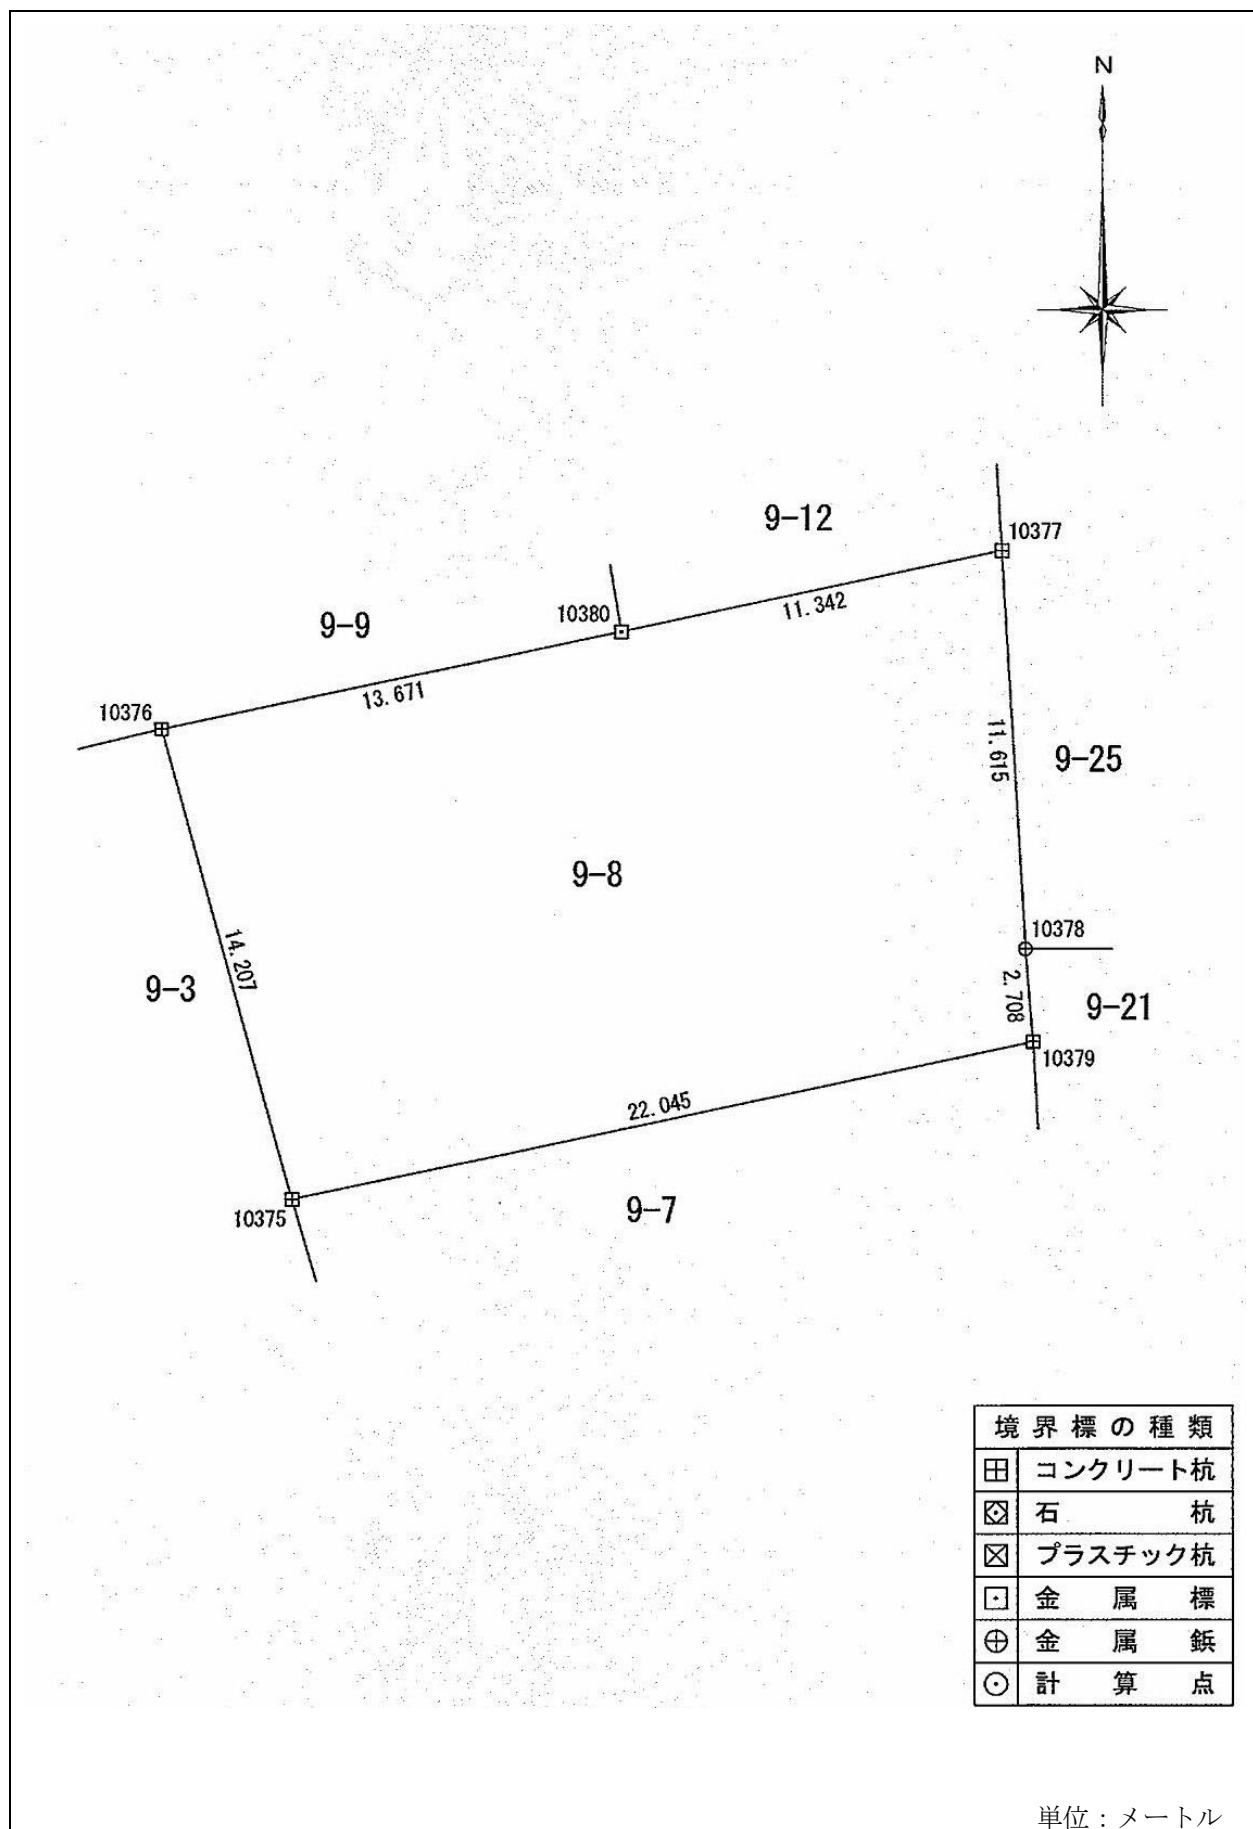 N
9-12
10377
11.342
10380
9-9
13.671
10376
11.615
9-25
9-8
10378
14.207
9-3
2.708
9-21
10379
22.045
10375
9-7
境界標の種類
コンクリート杭
石 杭
プラスチック杭
金 属 標
金 属 鋲
計 算 点
単位：メートル